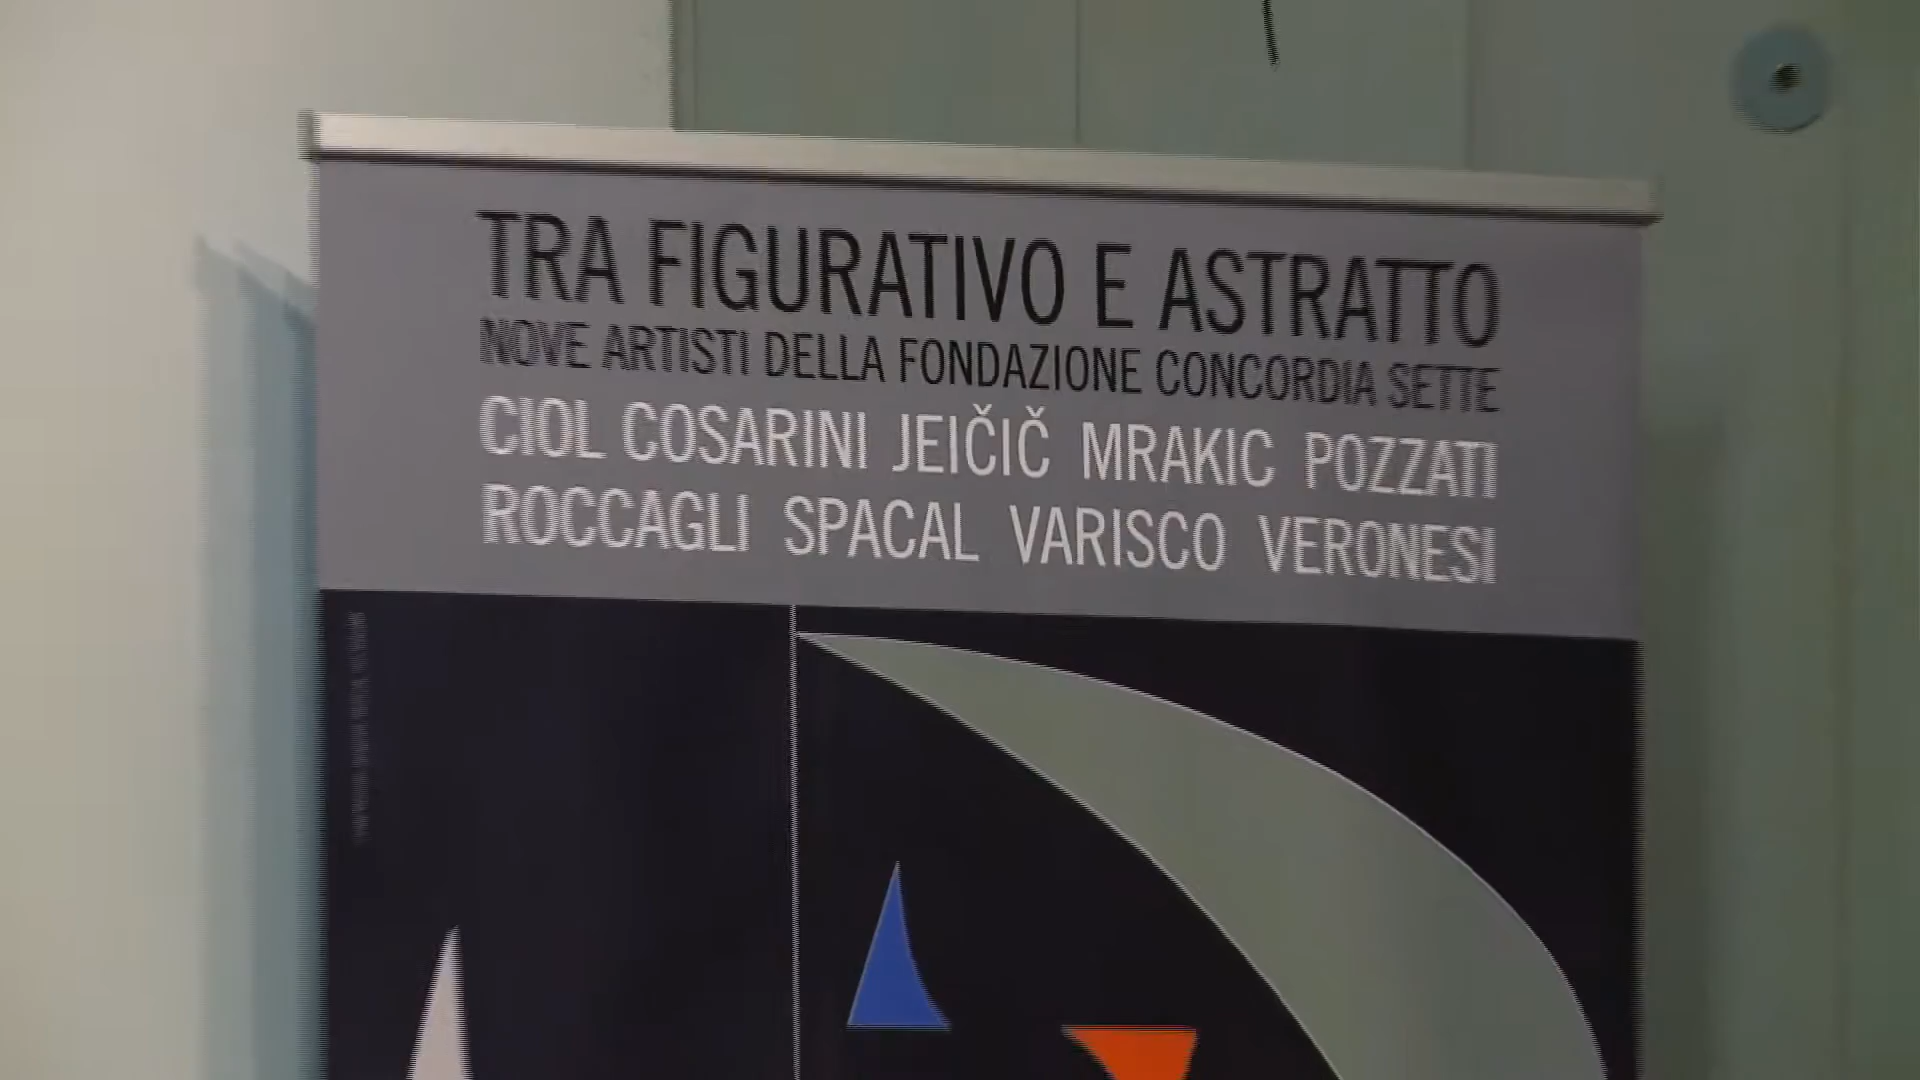 TRA FIGURATIVO E ASTRATTO
NOVE ARTISTI DELLA FONDAZIONE CONCORDIA SETTE
CIOL COSARINI JEIČIČ MRAKIC POZZATI
ROCCAGLI SPACAL VARISCO VERONESI